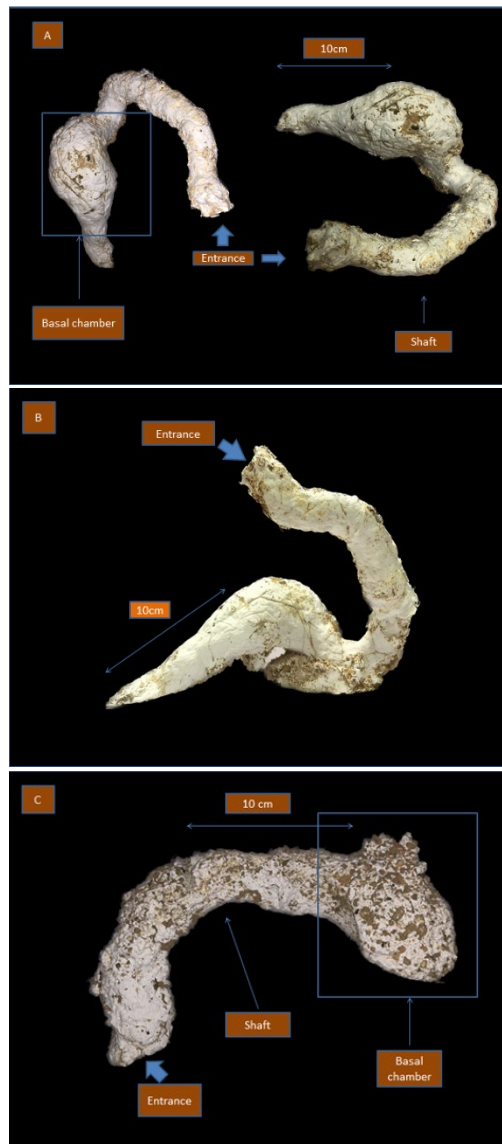 A
10cm
Entrance
Basal chamber
Shaft
B
Entrance
10cm
C
10 cm
Shaft
Entrance
Basal
chamber